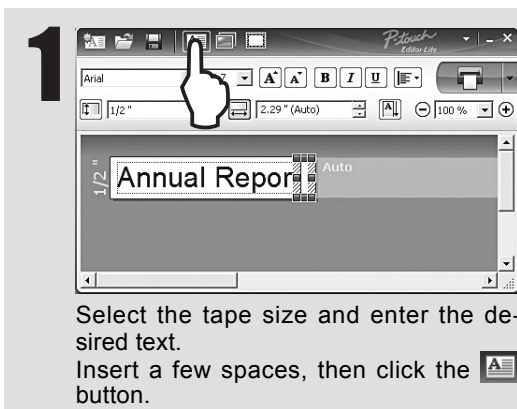 1
P-touch
Editor Lite
Arial
7
A A B I U
1/2 "
2.29 " (Auto)
A
100 %
1/2 "
Annual Repor
Auto
Select the tape size and enter the de-
sired text.
Insert a few spaces, then click the A
button.